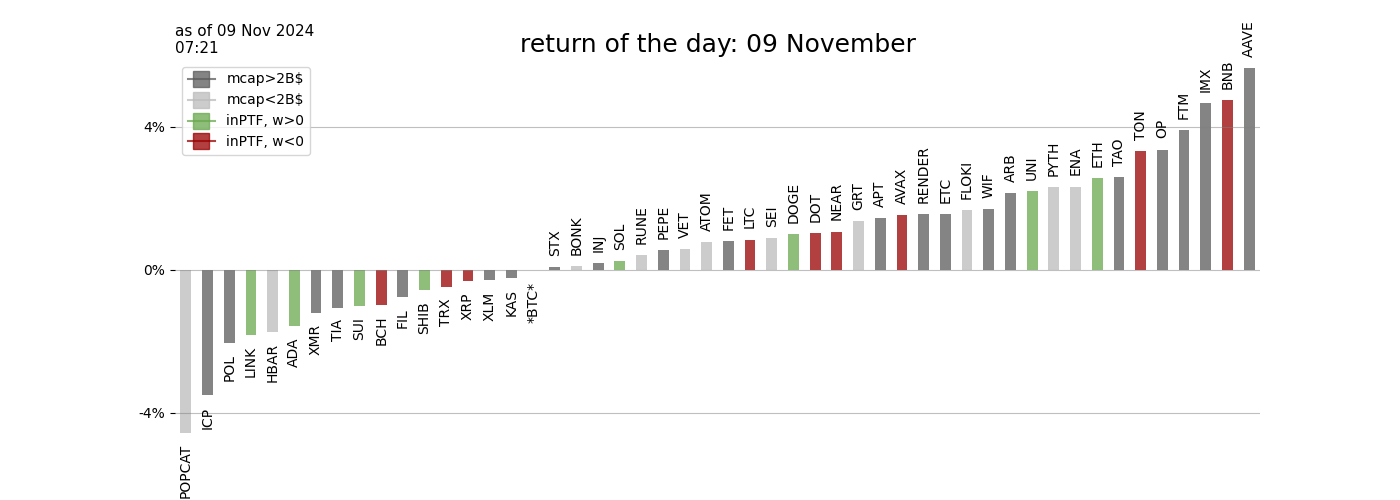 as of 09 Nov 2024
07:21
return of the day: 09 November
mcap>2B$
mcap<2B$
inPTF, w>0
inPTF, w<0
4%
0%
-4%
POPCAT
ICP
POL
LINK
HBAR
ADA
XMR
TIA
SUI
BCH
FIL
SHIB
TRX
XRP
XLM
KAS
*BTC*
STX
BONK
INJ
SOL
RUNE
PEPE
VET
ATOM
FET
LTC
SEI
DOGE
DOT
NEAR
GRT
APT
AVAX
RENDER
ETC
FLOKI
WIF
ARB
UNI
PYTH
ENA
ETH
TAO
TON
OP
FTM
IMX
BNB
AAVE